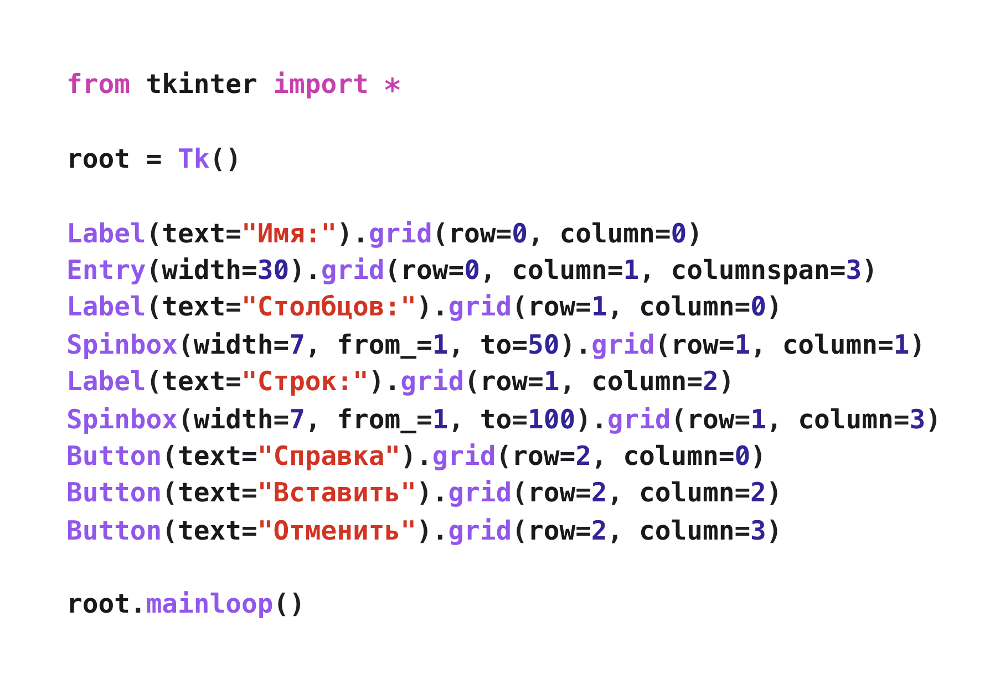 from tkinter import *
root = Tk()
Label(text="Имя:").grid(row=0, column=0)
Entry(width=30).grid(row=0, column=1, columnspan=3)
Label(text="Столбцов:").grid(row=1, column=0)
Spinbox(width=7, from_=1, to=50).grid(row=1, column=1)
Label(text="Строк:").grid(row=1, column=2)
Spinbox(width=7, from_=1, to=100).grid(row=1, column=3)
Button(text="Справка").grid(row=2, column=0)
Button(text="Вставить").grid(row=2, column=2)
Button(text="Отменить").grid(row=2, column=3)
root.mainloop()